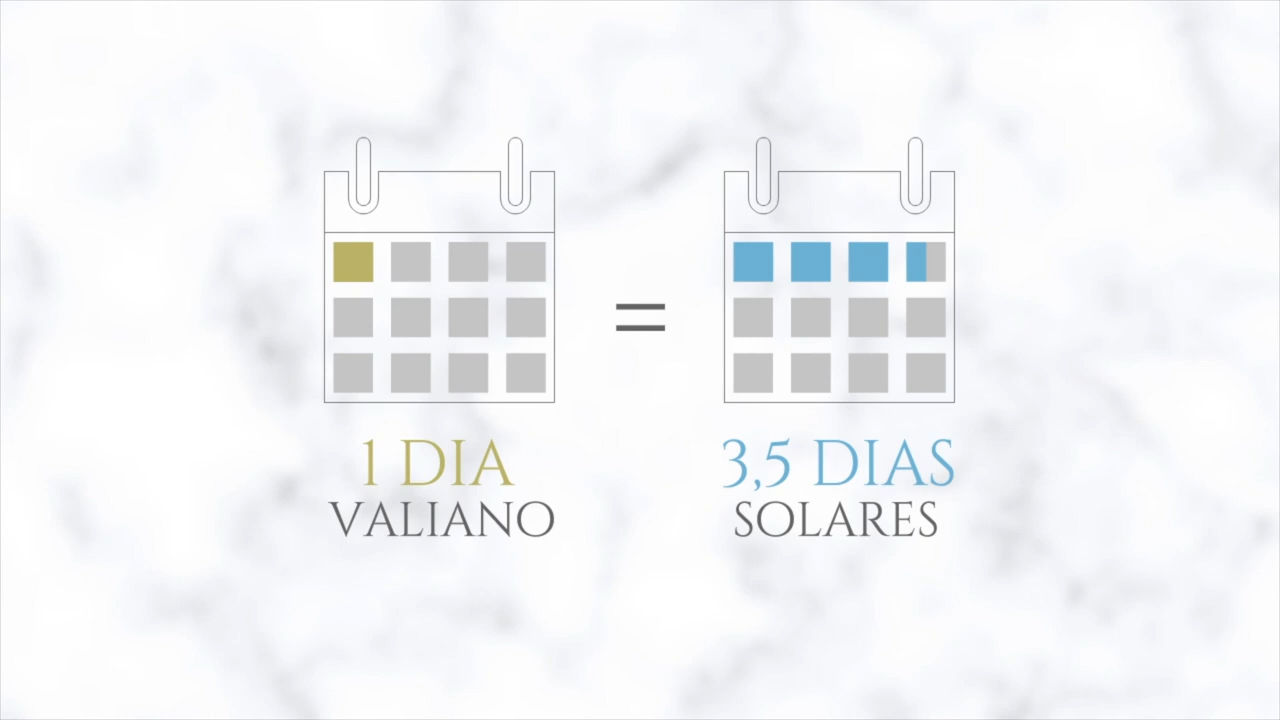 =
1 DIA
VALIANO
3,5 DIAS
SOLARES